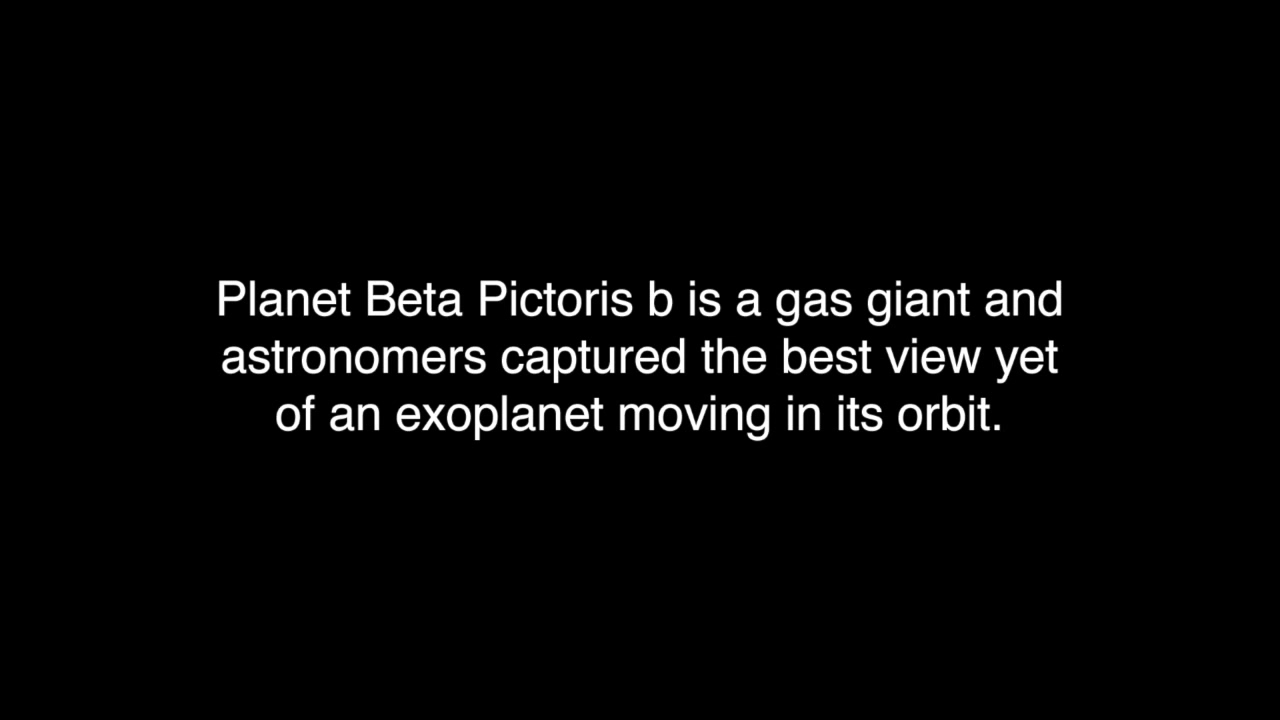 Planet Beta Pictoris b is a gas giant and
astronomers captured the best view yet
of an exoplanet moving in its orbit.